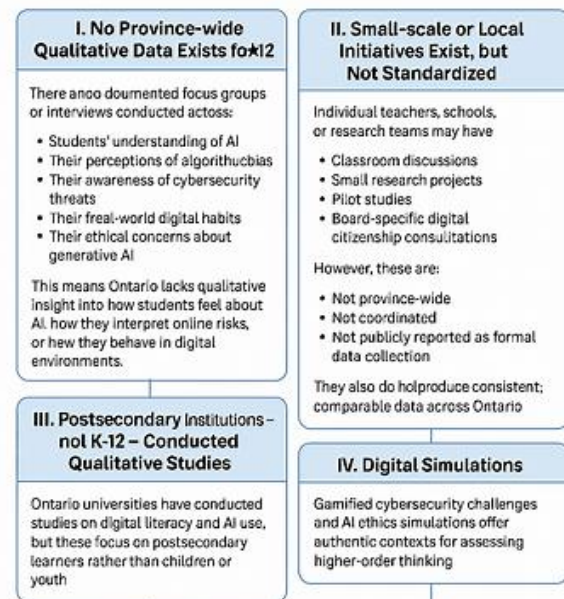 I. No Province-wide
Qualitative Data Exists fo★12
There anoo doumented focus groups
or interviews conducted actoss:
• Students' understanding of AI
• Their perceptions of algorithucbias
• Their awareness of cybersecurity
threats
• Their freal-world digital habits
• Their ethical concerns about
generative AI
This means Ontario lacks qualitative
insight into how students feel about
AI. how they interpret online risks,
or hew they behave in digital
environments.
II. Small-scale or Local
Initiatives Exist, but
Not Standardized
Individual teachers, schools,
or research teams may have
• Classroom discussions
• Small research projects
• Pilot studies
• Board-specific digital
citizenship consulitations
However, these are:
• Not province-wide
• Not coordinated
• Not publicly reported as formal
data collection
They also do holproduce consistent;
comparable data across Ontario
III. Postsecondary Institutions–
nol K-12 – Conducted
Qualitative Studies
Ontario universities have conducted
studies on digital literacy and AI use,
but these focus on postsecondary
learners rather than children or
youth
IV. Digital Simulations
Gamified cybersecurity challenges
and AI ethics simulations offer
authentic contexts for assessing
higher-order thinking